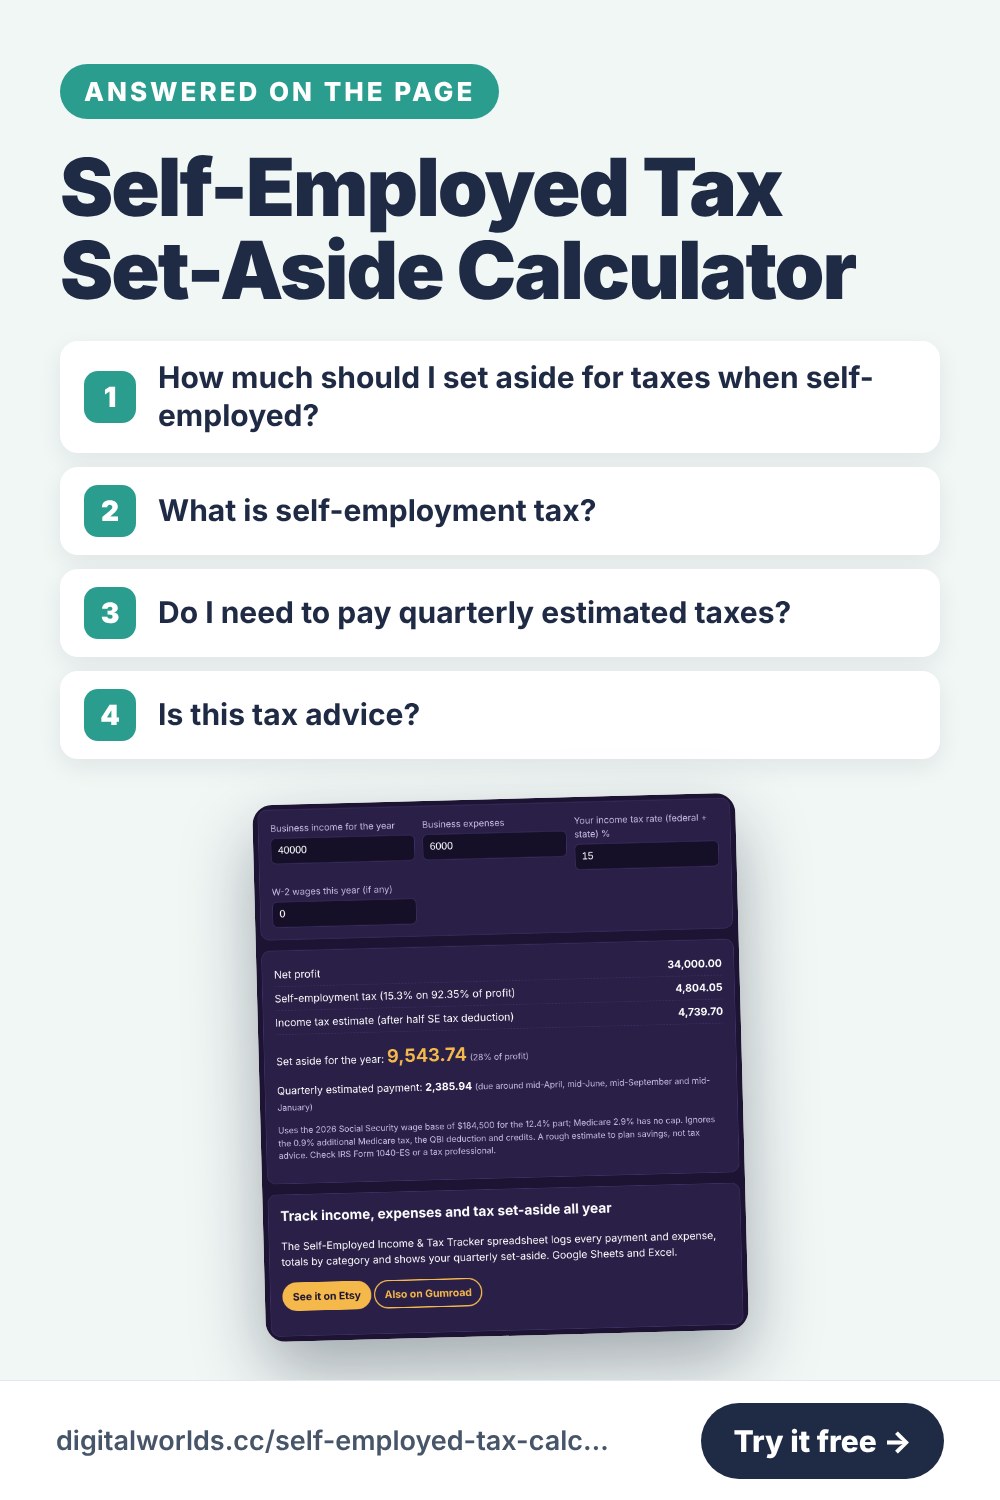 ANSWERED ON THE PAGE
Self-Employed Tax
Set-Aside Calculator
1
How much should I set aside for taxes when self-
employed?
2
What is self-employment tax?
3
Do I need to pay quarterly estimated taxes?
4
Is this tax advice?
Business income for the year
40000
Business expenses
6000
Your income tax rate (federal +
state) %
15
W-2 wages this year (if any)
0
Net profit 34,000.00
Self-employment tax (15.3% on 92.35% of profit) 4,804.05
Income tax estimate (after half SE tax deduction) 4,739.70
Set aside for the year: 9,543.74 (28% of profit)
Quarterly estimated payment: 2,385.94 (due around mid-April, mid-June, mid-September and mid-
January)
Uses the 2026 Social Security wage base of $184,500 for the 12.4% part; Medicare 2.9% has no cap. Ignores
the 0.9% additional Medicare tax, the QBI deduction and credits. A rough estimate to plan savings, not tax
advice. Check IRS Form 1040-ES or a tax professional.
Track income, expenses and tax set-aside all year
The Self-Employed Income & Tax Tracker spreadsheet logs every payment and expense,
totals by category and shows your quarterly set-aside. Google Sheets and Excel.
See it on Etsy
Also on Gumroad
digitalworlds.cc/self-employed-tax-calc...
Try it free →